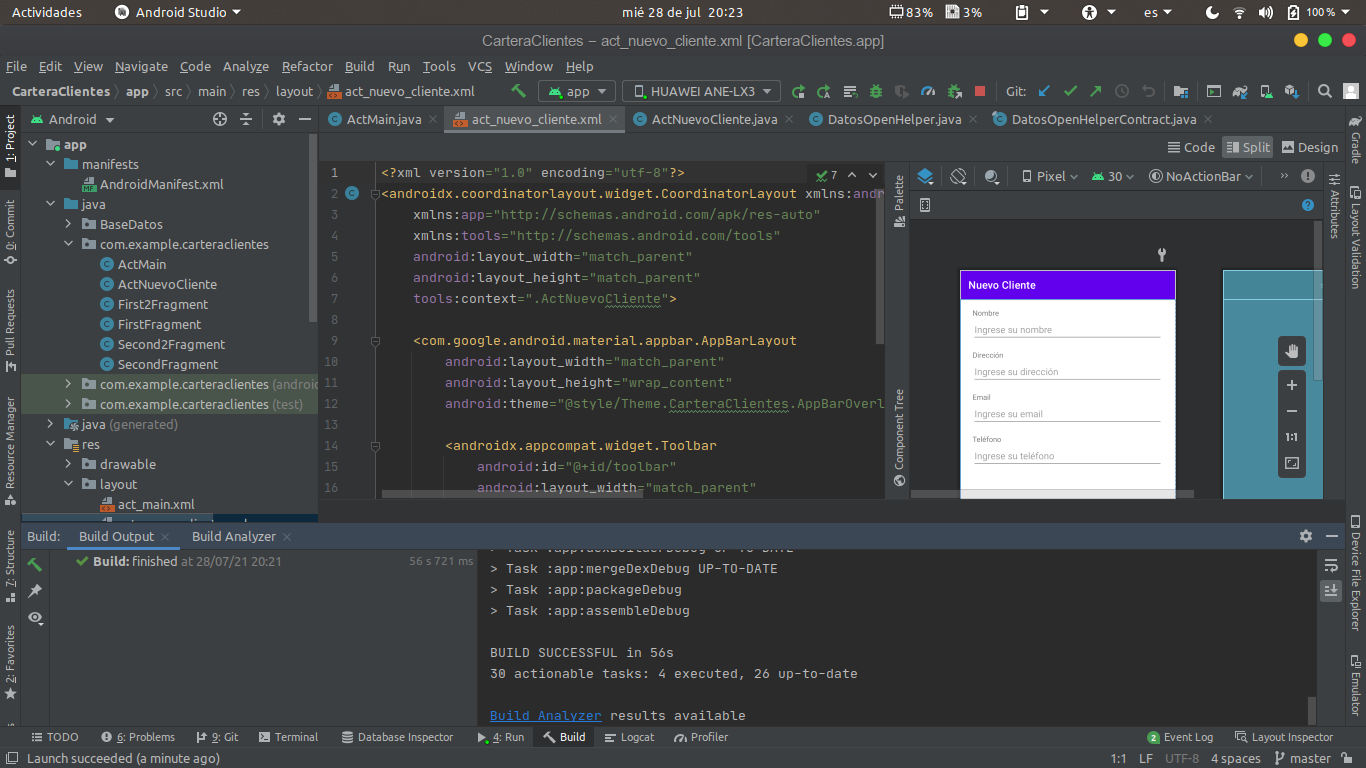 Actividades
Android Studio
mié 28 de jul 20:23
83%
3%
es
100%
CarteraClientes – act_nuevo_cliente.xml [CarteraClientes.app]
File Edit View Navigate Code Analyze Refactor Build Run Tools VCS Window Help
CarteraClientes app src main res layout act_nuevo_cliente.xml
app
HUAWEI ANE-LX3
Git:
Android
ActMain.java
act_nuevo_cliente.xml
ActNuevoCliente.java
DatosOpenHelper.java
DatosOpenHelperContract.java
Code Split Design
1: Project
0: Commit
Pull Requests
Resource Manager
7: Structure
2: Favorites
app
manifests
AndroidManifest.xml
java
BaseDatos
com.example.carteraclientes
ActMain
ActNuevoCliente
First2Fragment
FirstFragment
Second2Fragment
SecondFragment
com.example.carteraclientes
com.example.carteraclientes (test)
java (generated)
res
drawable
layout
act_main.xml
7
1 <?xml version="1.0" encoding="utf-8"?>
2 <androidx.coordinatorlayout.widget.CoordinatorLayout xmlns:andr
3 xmlns:app="http://schemas.android.com/apk/res-auto"
4 xmlns:tools="http://schemas.android.com/tools"
5 android:layout_width="match_parent"
6 android:layout_height="match_parent"
7 tools:context=".ActNuevoCliente">
8
9 <com.google.android.material.appbar.AppBarLayout
10 android:layout_width="match_parent"
11 android:layout_height="wrap_content"
12 android:theme="@style/Theme.CarteraClientes.AppBarOverl
13
14 <androidx.appcompat.widget.Toolbar
15 android:id="@+id/toolbar"
16 android:layout_width="match_parent"
Palette
Component Tree
Pixel
30
NoActionBar
Nuevo Cliente
Nombre
Ingrese su nombre
Dirección
Ingrese su dirección
Email
Ingrese su email
Teléfono
Ingrese su teléfono
1:1
Attributes
Gradle
Layout Validation
Device File Explorer
Emulator
Build: Build Output Build Analyzer
Build: finished at 28/07/21 20:21
56 s 721 ms
> Task :app:dexBuilderDebug UP-TO-DATE
> Task :app:mergeDexDebug UP-TO-DATE
> Task :app:packageDebug
> Task :app:assembleDebug
BUILD SUCCESSFUL in 56s
30 actionable tasks: 4 executed, 26 up-to-date
Build Analyzer results available
TODO
6: Problems
9: Git
Terminal
Database Inspector
4: Run
Build
Logcat
Profiler
2 Event Log
Layout Inspector
Launch succeeded (a minute ago)
1:1 LF UTF-8 4 spaces master